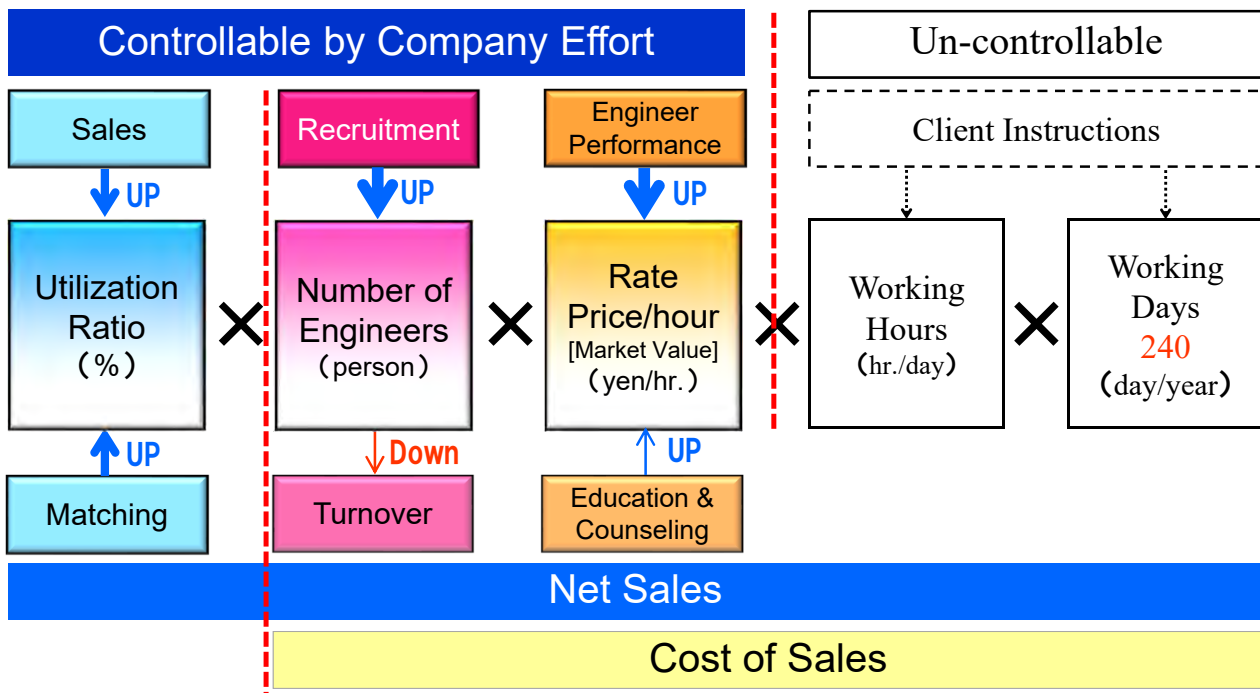 Controllable by Company Effort
Un-controllable
Sales
Recruitment
Engineer
Performance
Client Instructions
UP
UP
UP
Utilization
Ratio
(%)
×
Number of
Engineers
(person)
×
Rate
Price/hour
[Market Value]
(yen/hr.)
×
Working
Hours
(hr./day)
×
Working
Days
240
(day/year)
UP
Down
UP
Matching
Turnover
Education &
Counseling
Net Sales
Cost of Sales